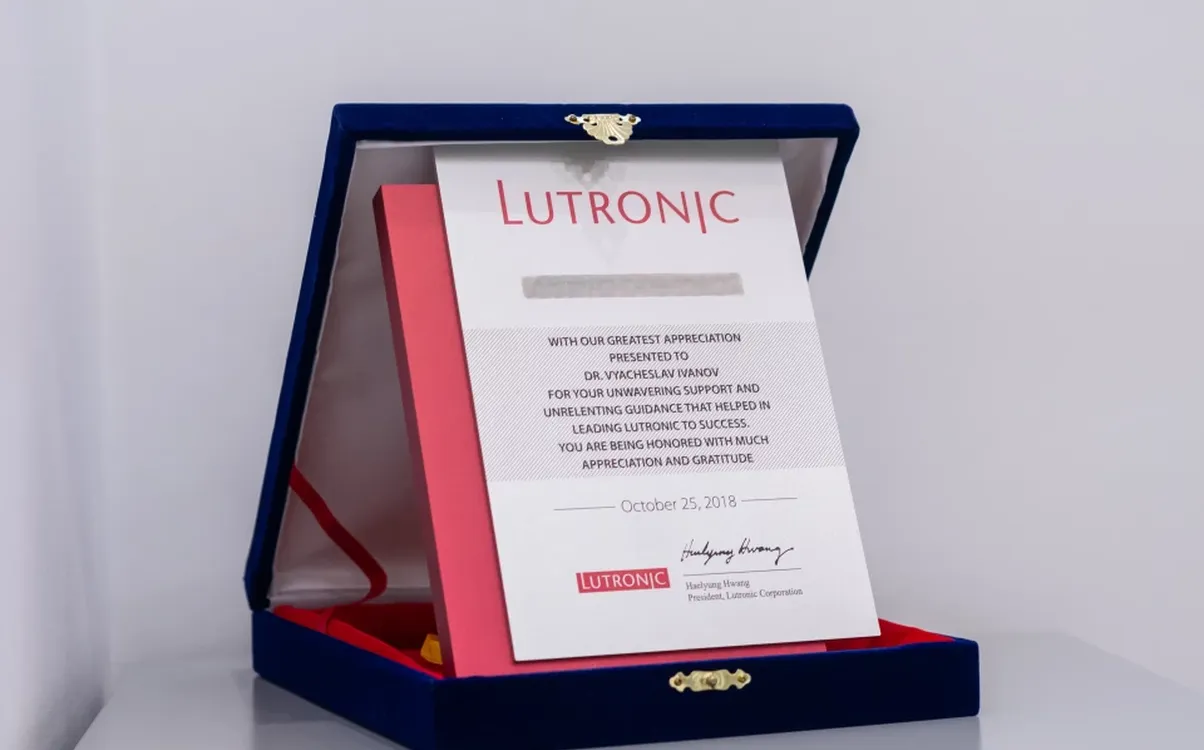 LUTRONIC
WITH OUR GREATEST APPRECIATION
PRESENTED TO
DR. VYACHESLAV IVANOV
FOR YOUR UNWAVERING SUPPORT AND
UNRELENTING GUIDANCE THAT HELPED IN
LEADING LUTRONIC TO SUCCESS.
YOU ARE BEING HONORED WITH MUCH
APPRECIATION AND GRATITUDE
October 25, 2018
Haelyung Hwang
LUTRONIC
Haelyung Hwang
President, Lutronic Corporation